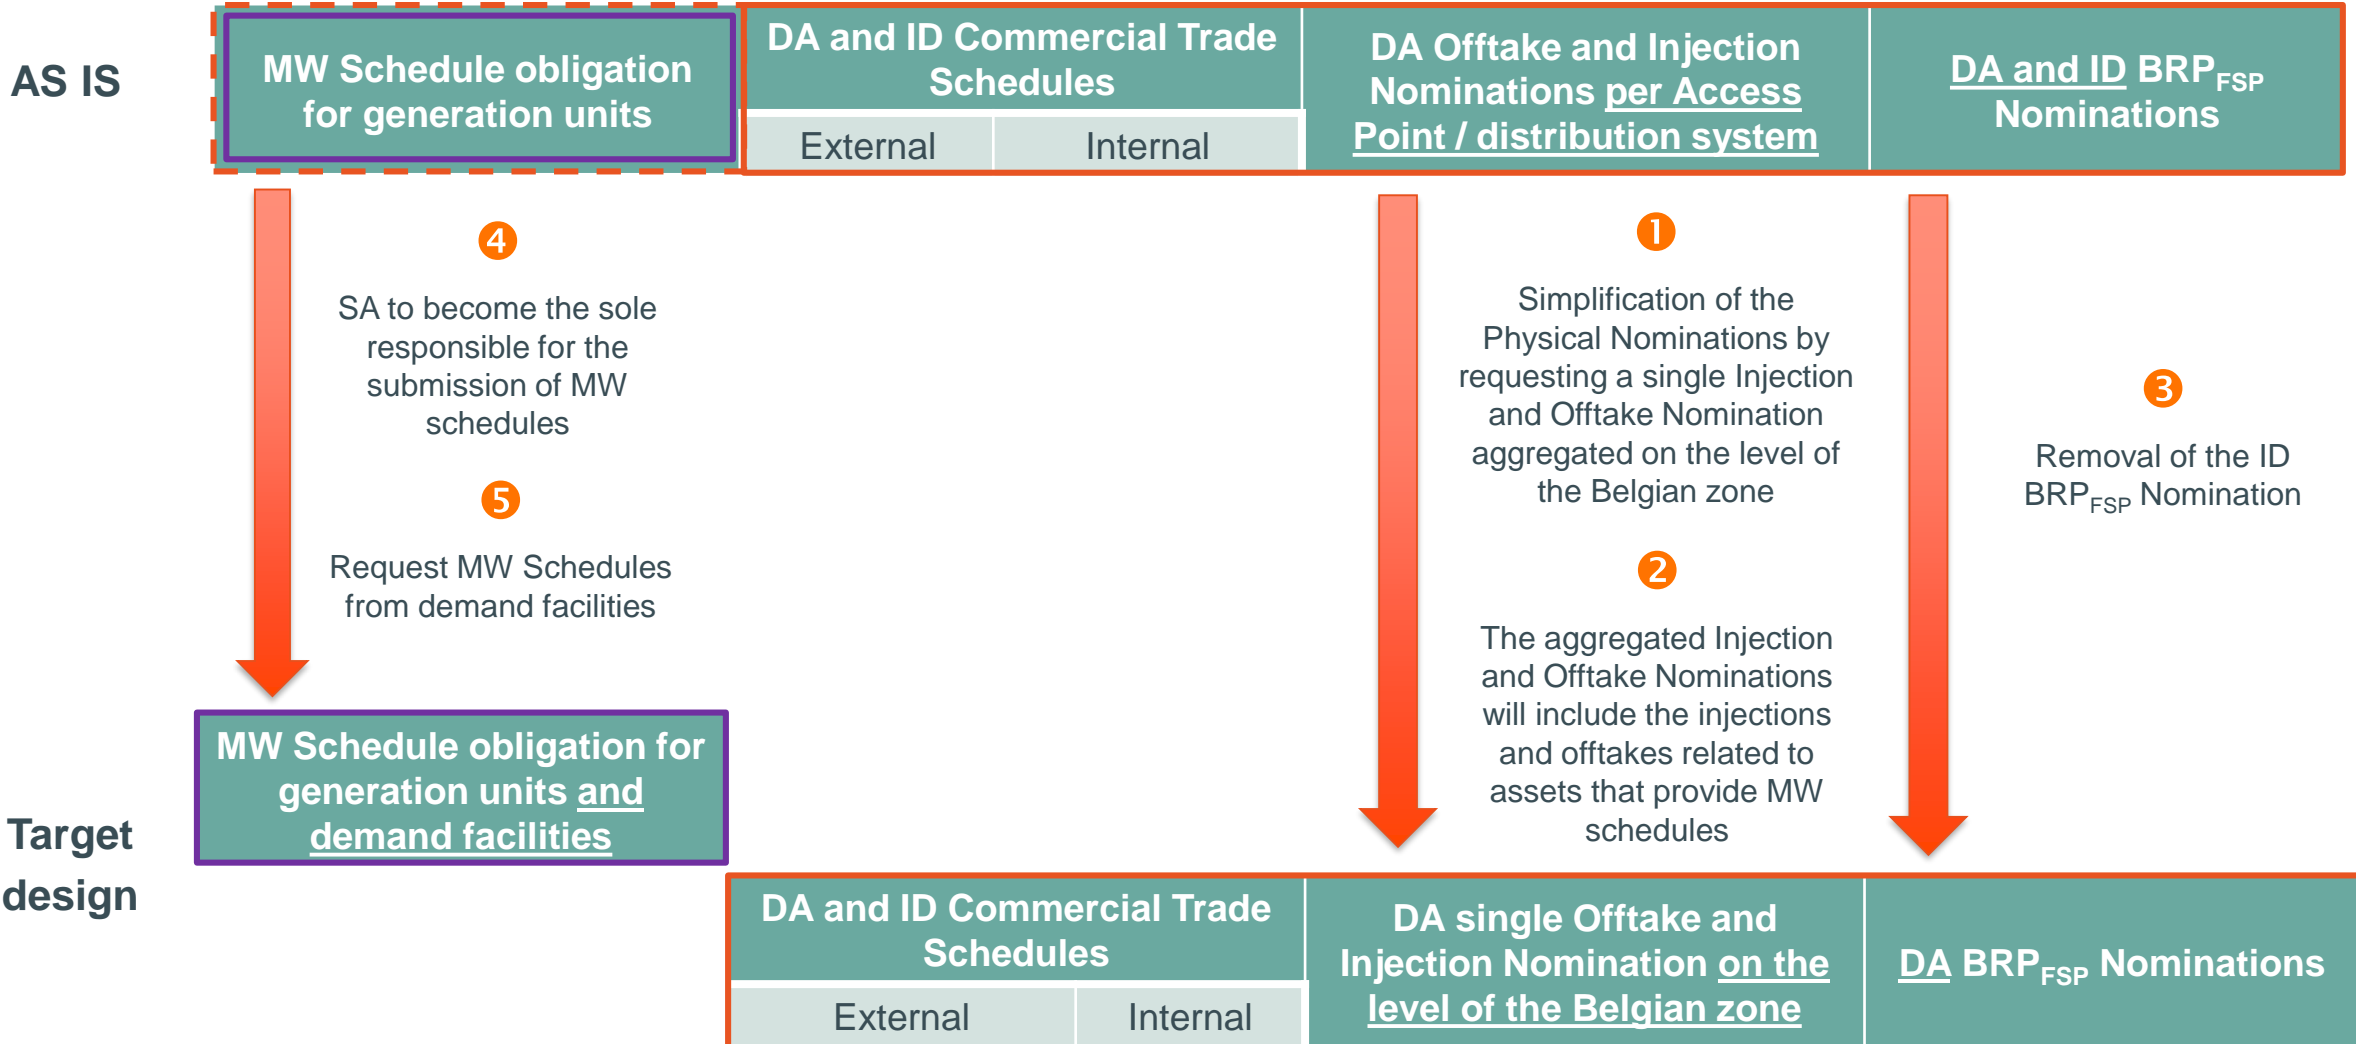 AS IS
MW Schedule obligation
for generation units
DA and ID Commercial Trade
Schedules
External
Internal
DA Offtake and Injection
Nominations per Access
Point / distribution system
DA and ID BRPFSP
Nominations
4
SA to become the sole
responsible for the
submission of MW
schedules
5
Request MW Schedules
from demand facilities
1
Simplification of the
Physical Nominations by
requesting a single Injection
and Offtake Nomination
aggregated on the level of
the Belgian zone
2
The aggregated Injection
and Offtake Nominations
will include the injections
and offtakes related to
assets that provide MW
schedules
3
Removal of the ID
BRPFSP Nomination
Target
design
MW Schedule obligation for
generation units and
demand facilities
DA and ID Commercial Trade
Schedules
External
Internal
DA single Offtake and
Injection Nomination on the
level of the Belgian zone
DA BRPFSP Nominations